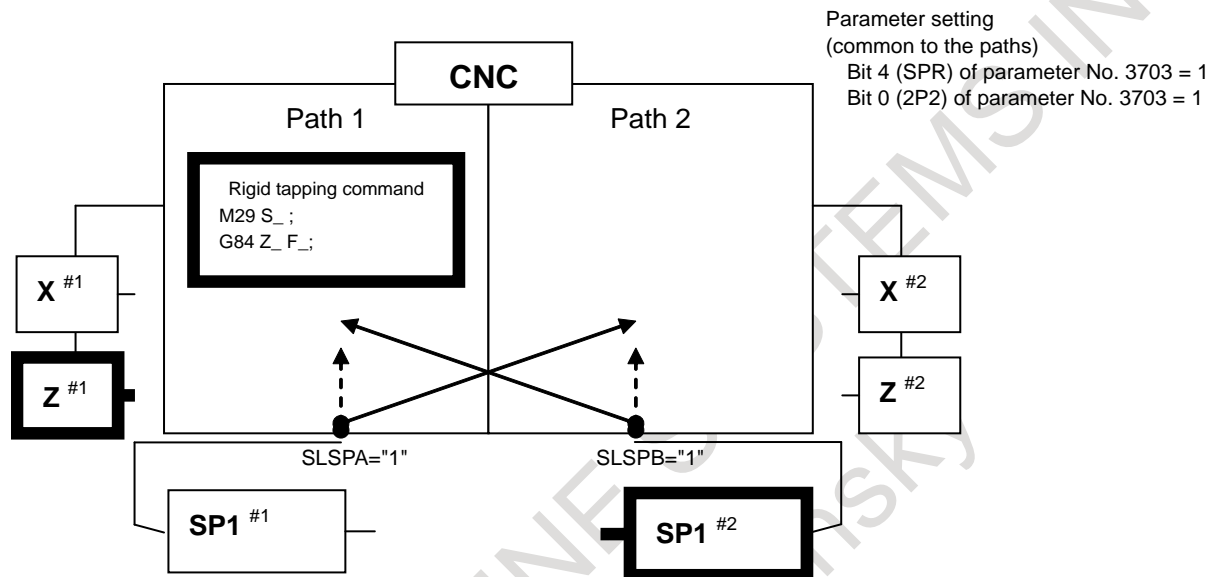 Parameter setting
(common to the paths)
Bit 4 (SPR) of parameter No. 3703 = 1
Bit 0 (2P2) of parameter No. 3703 = 1
CNC
Path 1
Path 2
Rigid tapping command
M29 S_ ;
G84 Z_ F_;
X #1
X #2
Z #1
Z #2
SLSPA="1"
SLSPB="1"
SP1 #1
SP1 #2